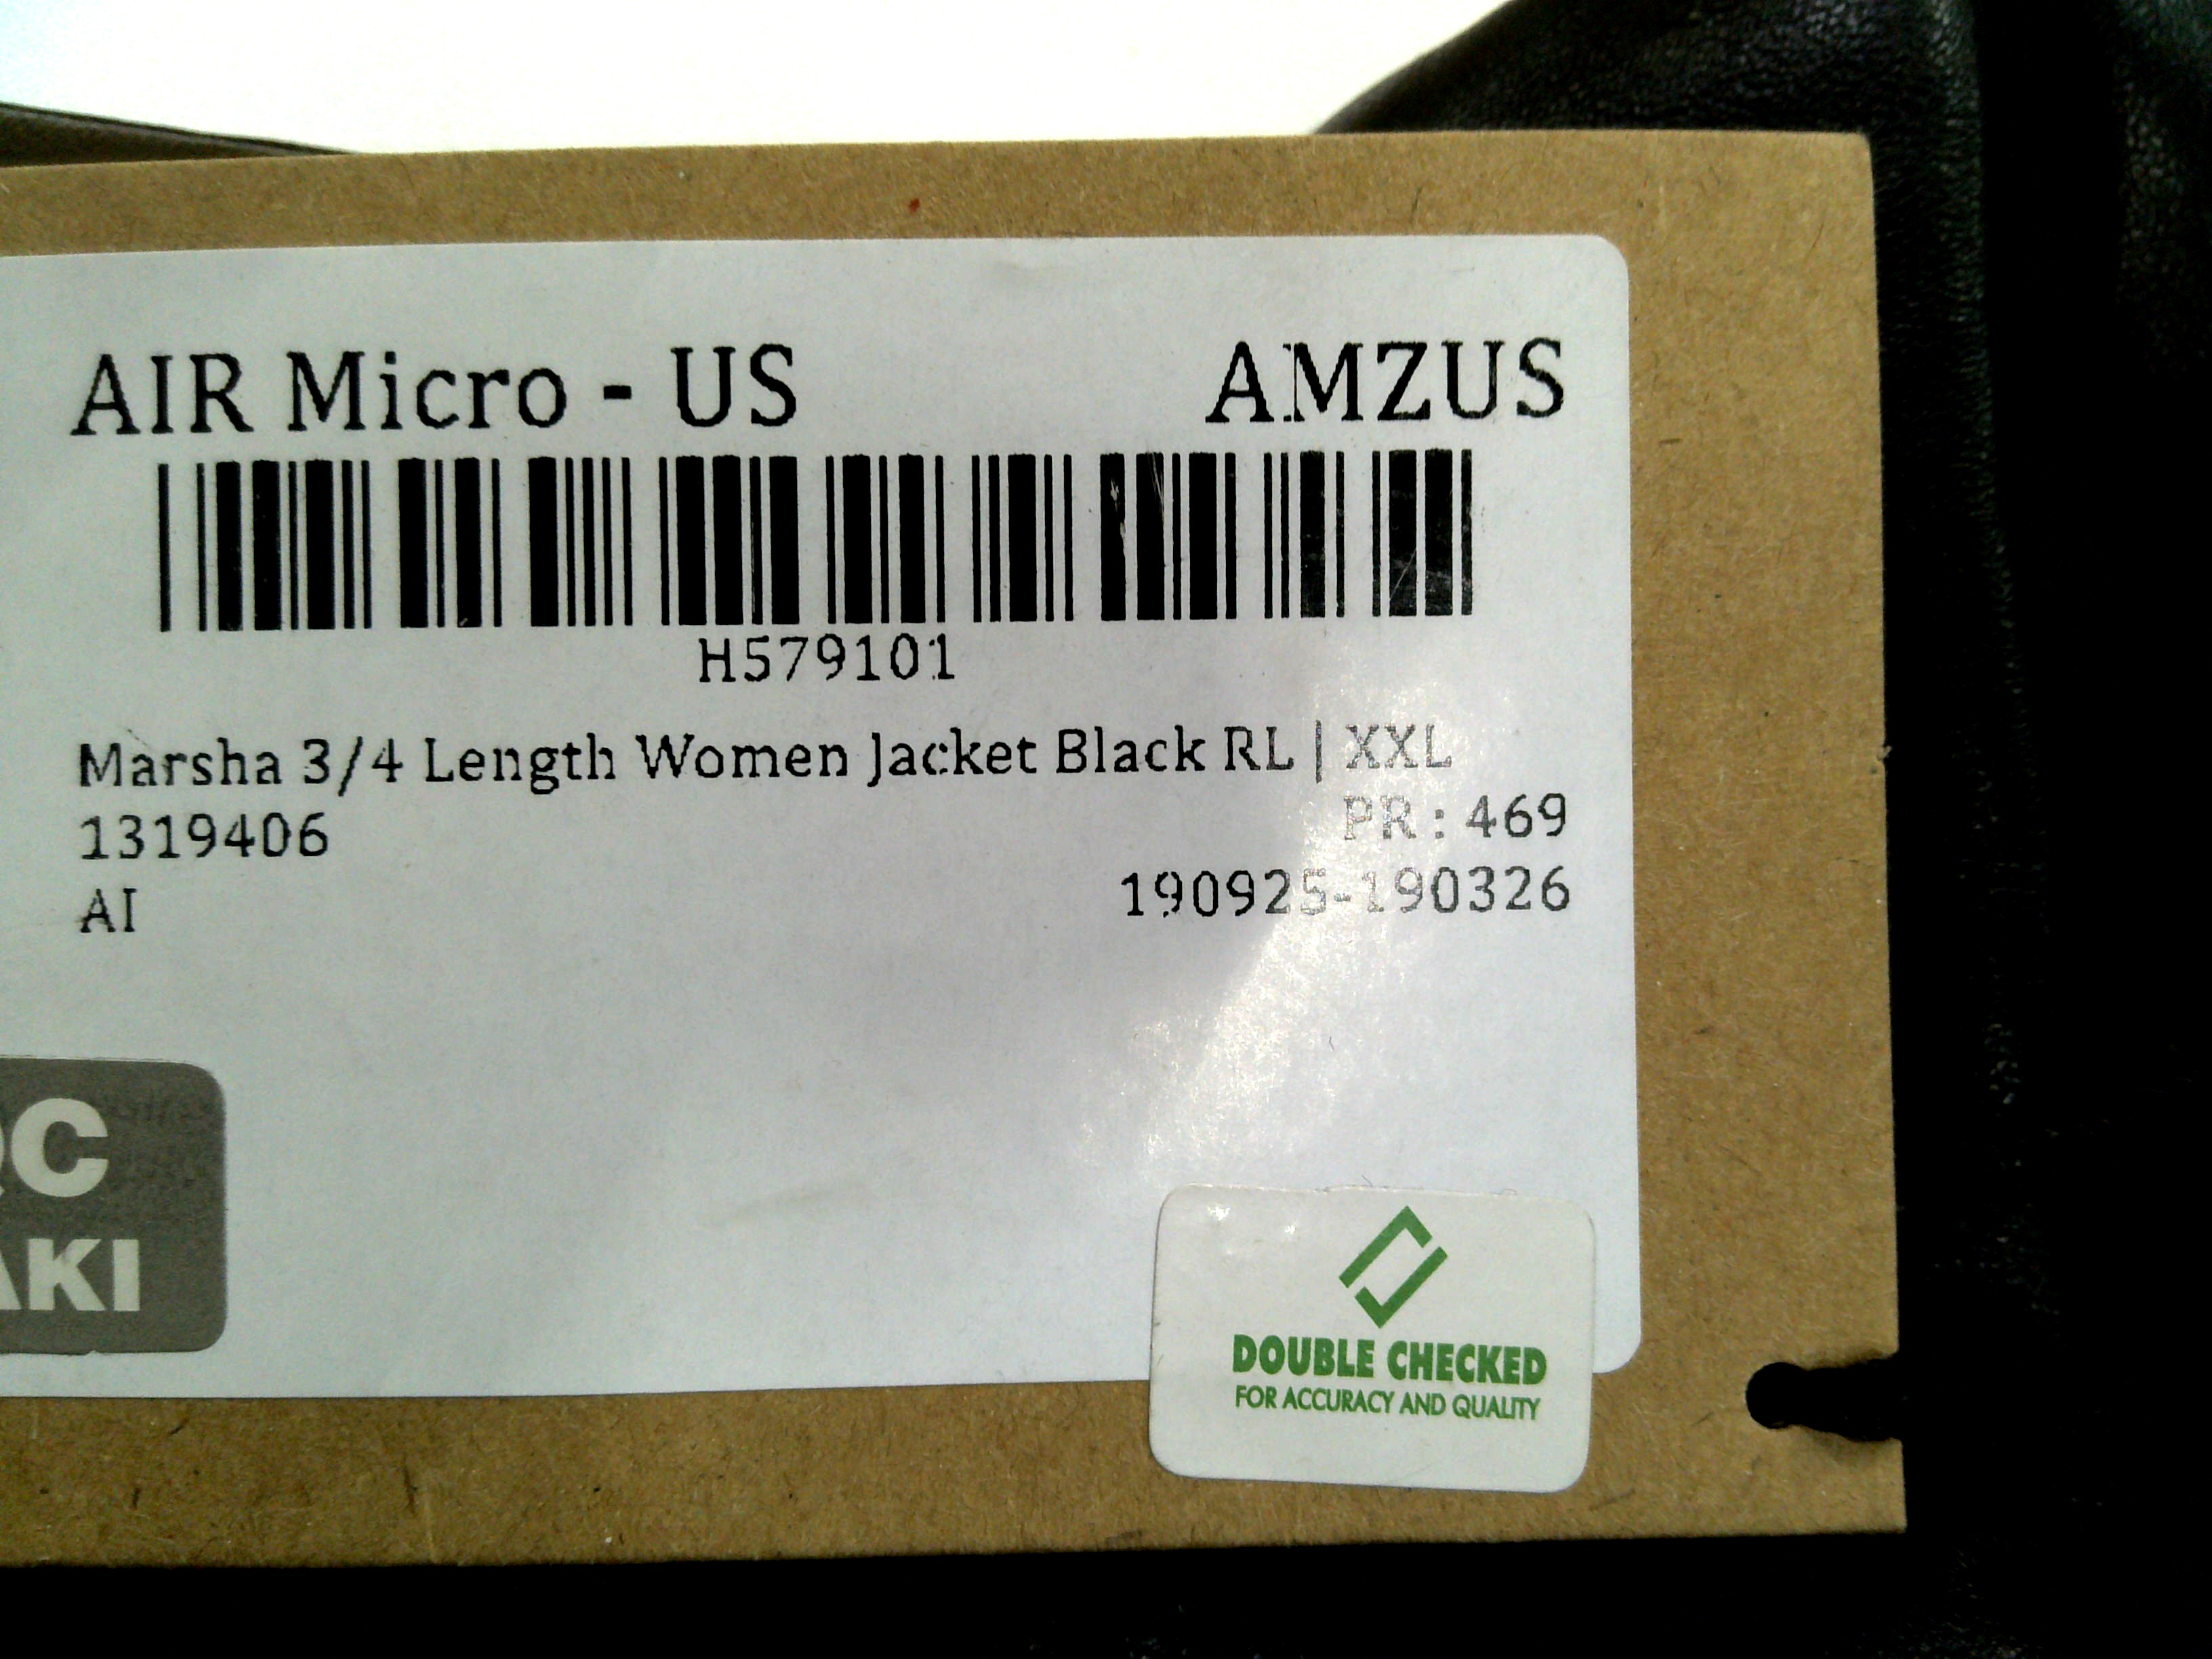 AIR Micro - US AMZUS
H579101
Marsha 3/4 Length Women Jacket Black RL | XXL
1319406 PR : 469
AI 190925-190326
DOUBLE CHECKED
FOR ACCURACY AND QUALITY